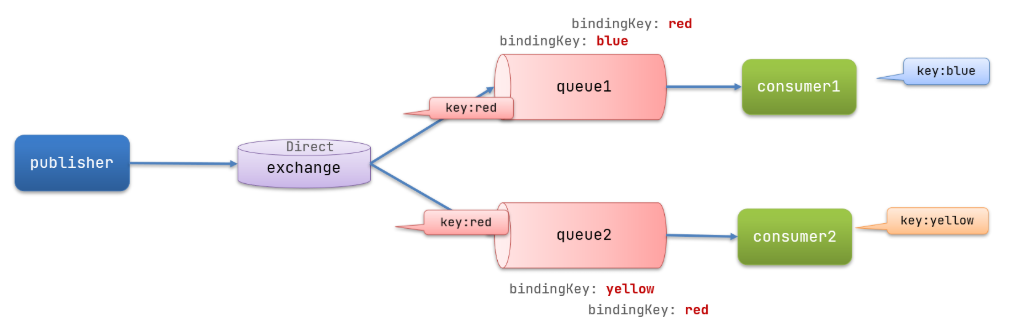 bindingKey: red
bindingKey: blue
key:blue
queue1
consumer1
key:red
Direct
publisher
exchange
key:red
key:yellow
queue2
consumer2
bindingKey: yellow
bindingKey: red